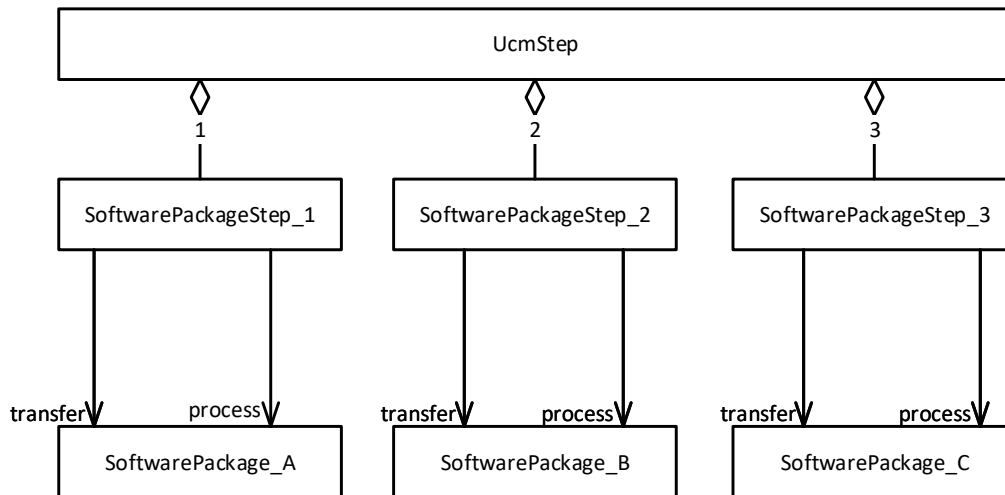 UcmStep
1 2 3
SoftwarePackageStep_1 SoftwarePackageStep_2 SoftwarePackageStep_3
transfer process transfer process transfer process
SoftwarePackage_A SoftwarePackage_B SoftwarePackage_C